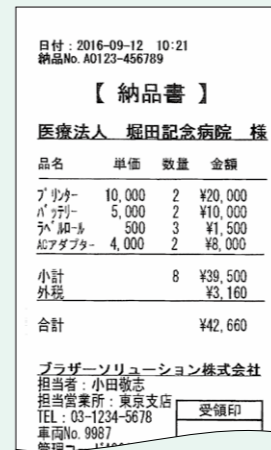 日付：2016-09-12 10:21
納品No. A0123-456789
【 納品書 】
医療法人 堀田記念病院 様
品名 単価 数量 金額
ﾌﾟﾘﾝﾀｰ 10,000 2 ¥20,000
ﾊﾞｯﾃﾘｰ 5,000 2 ¥10,000
ﾗﾍﾞﾙﾛｰﾙ 500 3 ¥1,500
ACアダプター 4,000 2 ¥8,000
小計 8 ¥39,500
外税 ¥3,160
合計 ¥42,660
ブラザーソリューション株式会社
担当者：小田敬志
担当営業所：東京支店
TEL：03-1234-5678
受領印
車両No. 9987